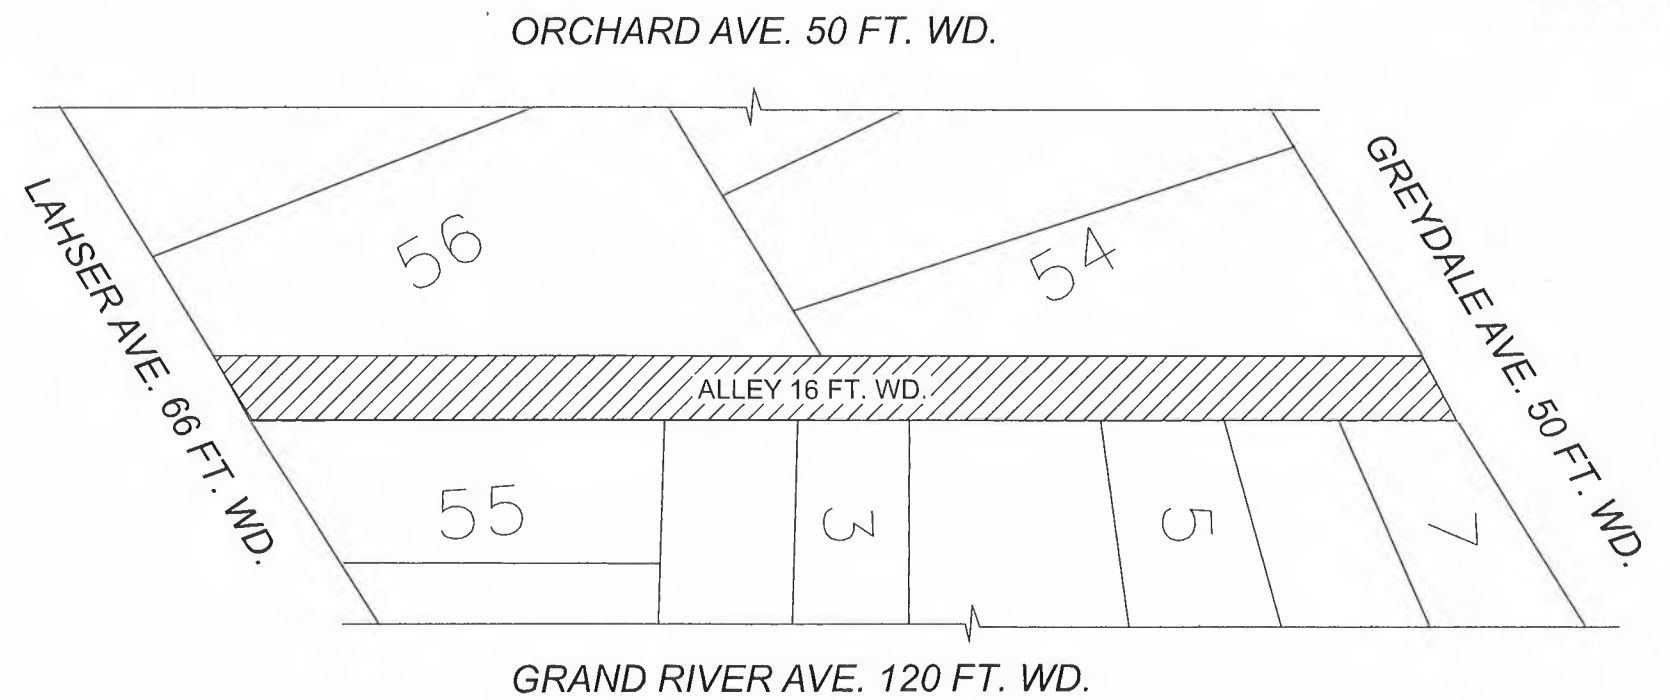 ORCHARD AVE. 50 FT. WD.
LAHSER AVE. 66 FT. WD.
56
54
GREYDALE AVE. 50 FT. WD.
ALLEY 16 FT. WD.
55
3
5
7
GRAND RIVER AVE. 120 FT. WD.